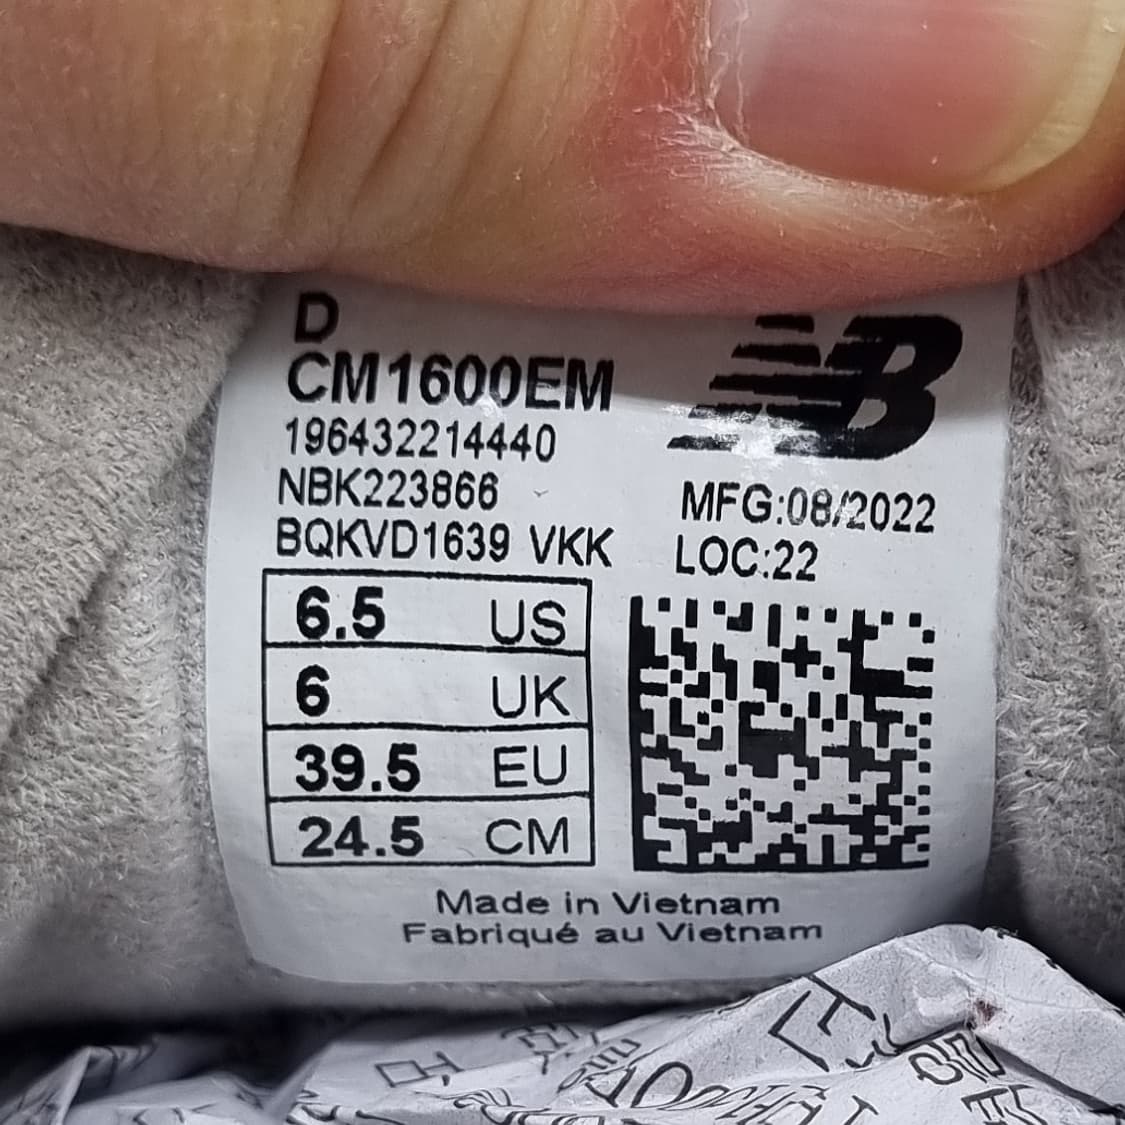 D
CM1600EM
196432214440
NBK223866
BQKVD1639 VKK
NB
MFG:08/2022
LOC:22
6.5 US
6 UK
39.5 EU
24.5 CM
Made in Vietnam
Fabriqué au Vietnam